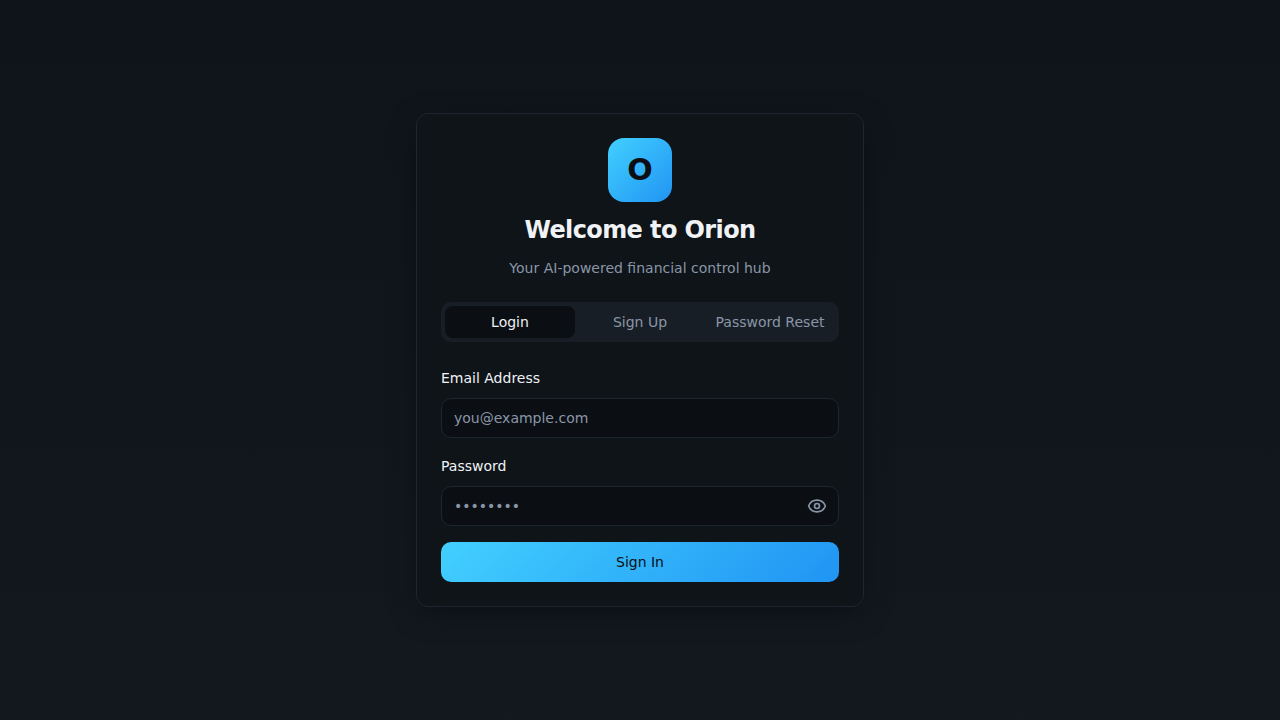 O
Welcome to Orion
Your AI-powered financial control hub
Login
Sign Up
Password Reset
Email Address
you@example.com
Password
••••••••
Sign In